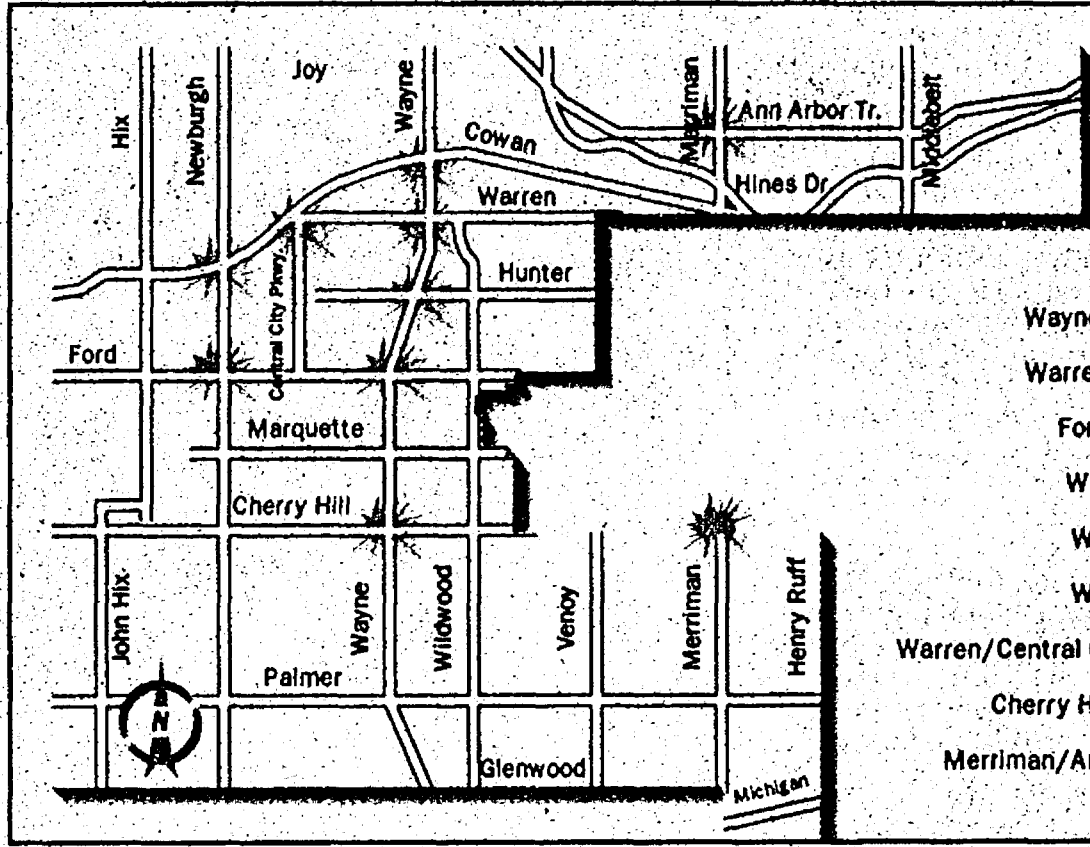 Joy
Hix
Newburgh
Wayne
Merriman
Middlebelt
Ann Arbor Tr.
Cowan
Hines Dr.
Warren
Central City Pkwy.
Hunter
Ford
Marquette
Cherry Hill
John Hix
Wayne
Wildwood
Venoy
Merriman
Henry Ruff
Palmer
N
Glenwood
Michigan
Wayn
Warre
For
W
W
W
Warren/Central
Cherry H
Merriman/A